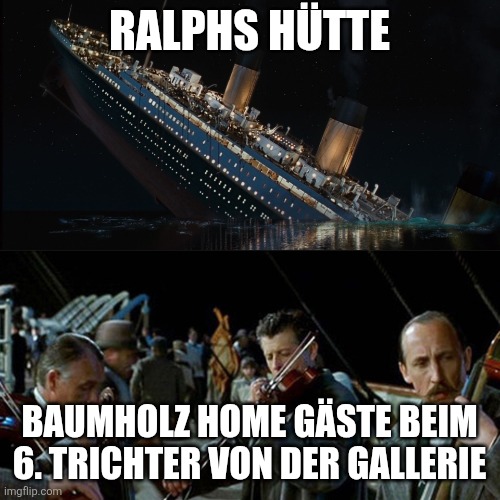 RALPHS HÜTTE
BAUMHOLZ HOME GÄSTE BEIM
6. TRICHTER VON DER GALLERIE
imgflip.com